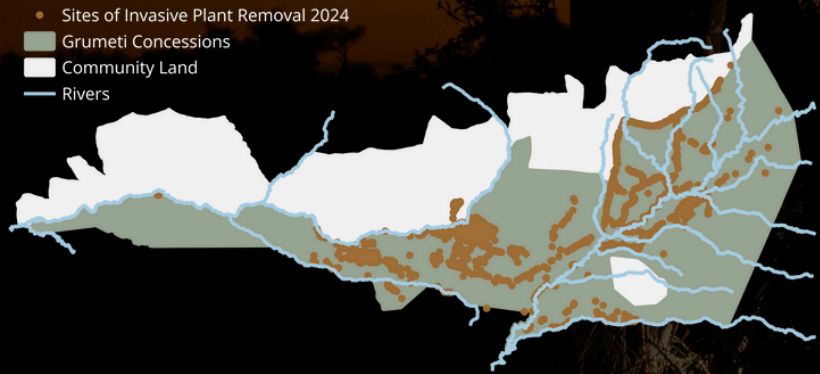 Sites of Invasive Plant Removal 2024
Grumeti Concessions
Community Land
Rivers